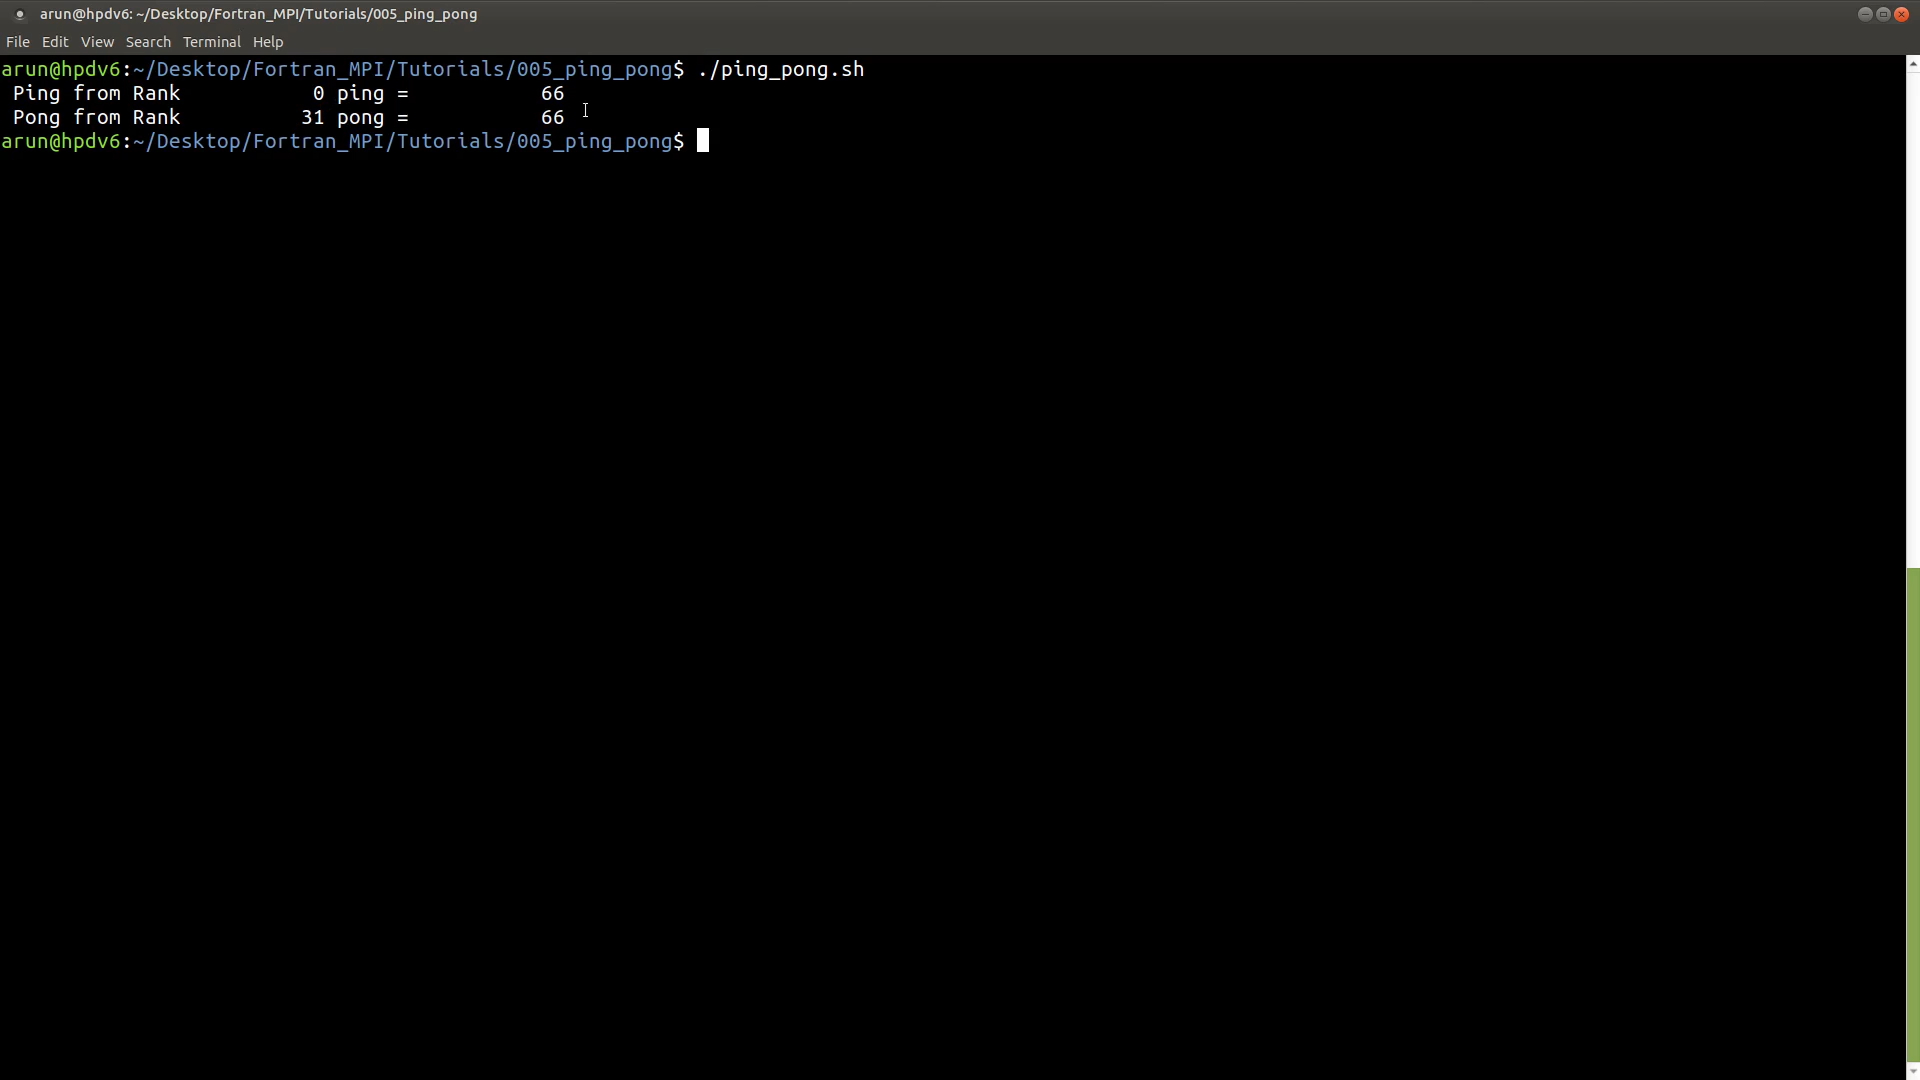 arun@hpdv6: ~/Desktop/Fortran_MPI/Tutorials/005_ping_pong
File Edit View Search Terminal Help
arun@hpdv6:~/Desktop/Fortran_MPI/Tutorials/005_ping_pong$ ./ping_pong.sh
 Ping from Rank           0 ping =           66
 Pong from Rank          31 pong =           66
arun@hpdv6:~/Desktop/Fortran_MPI/Tutorials/005_ping_pong$